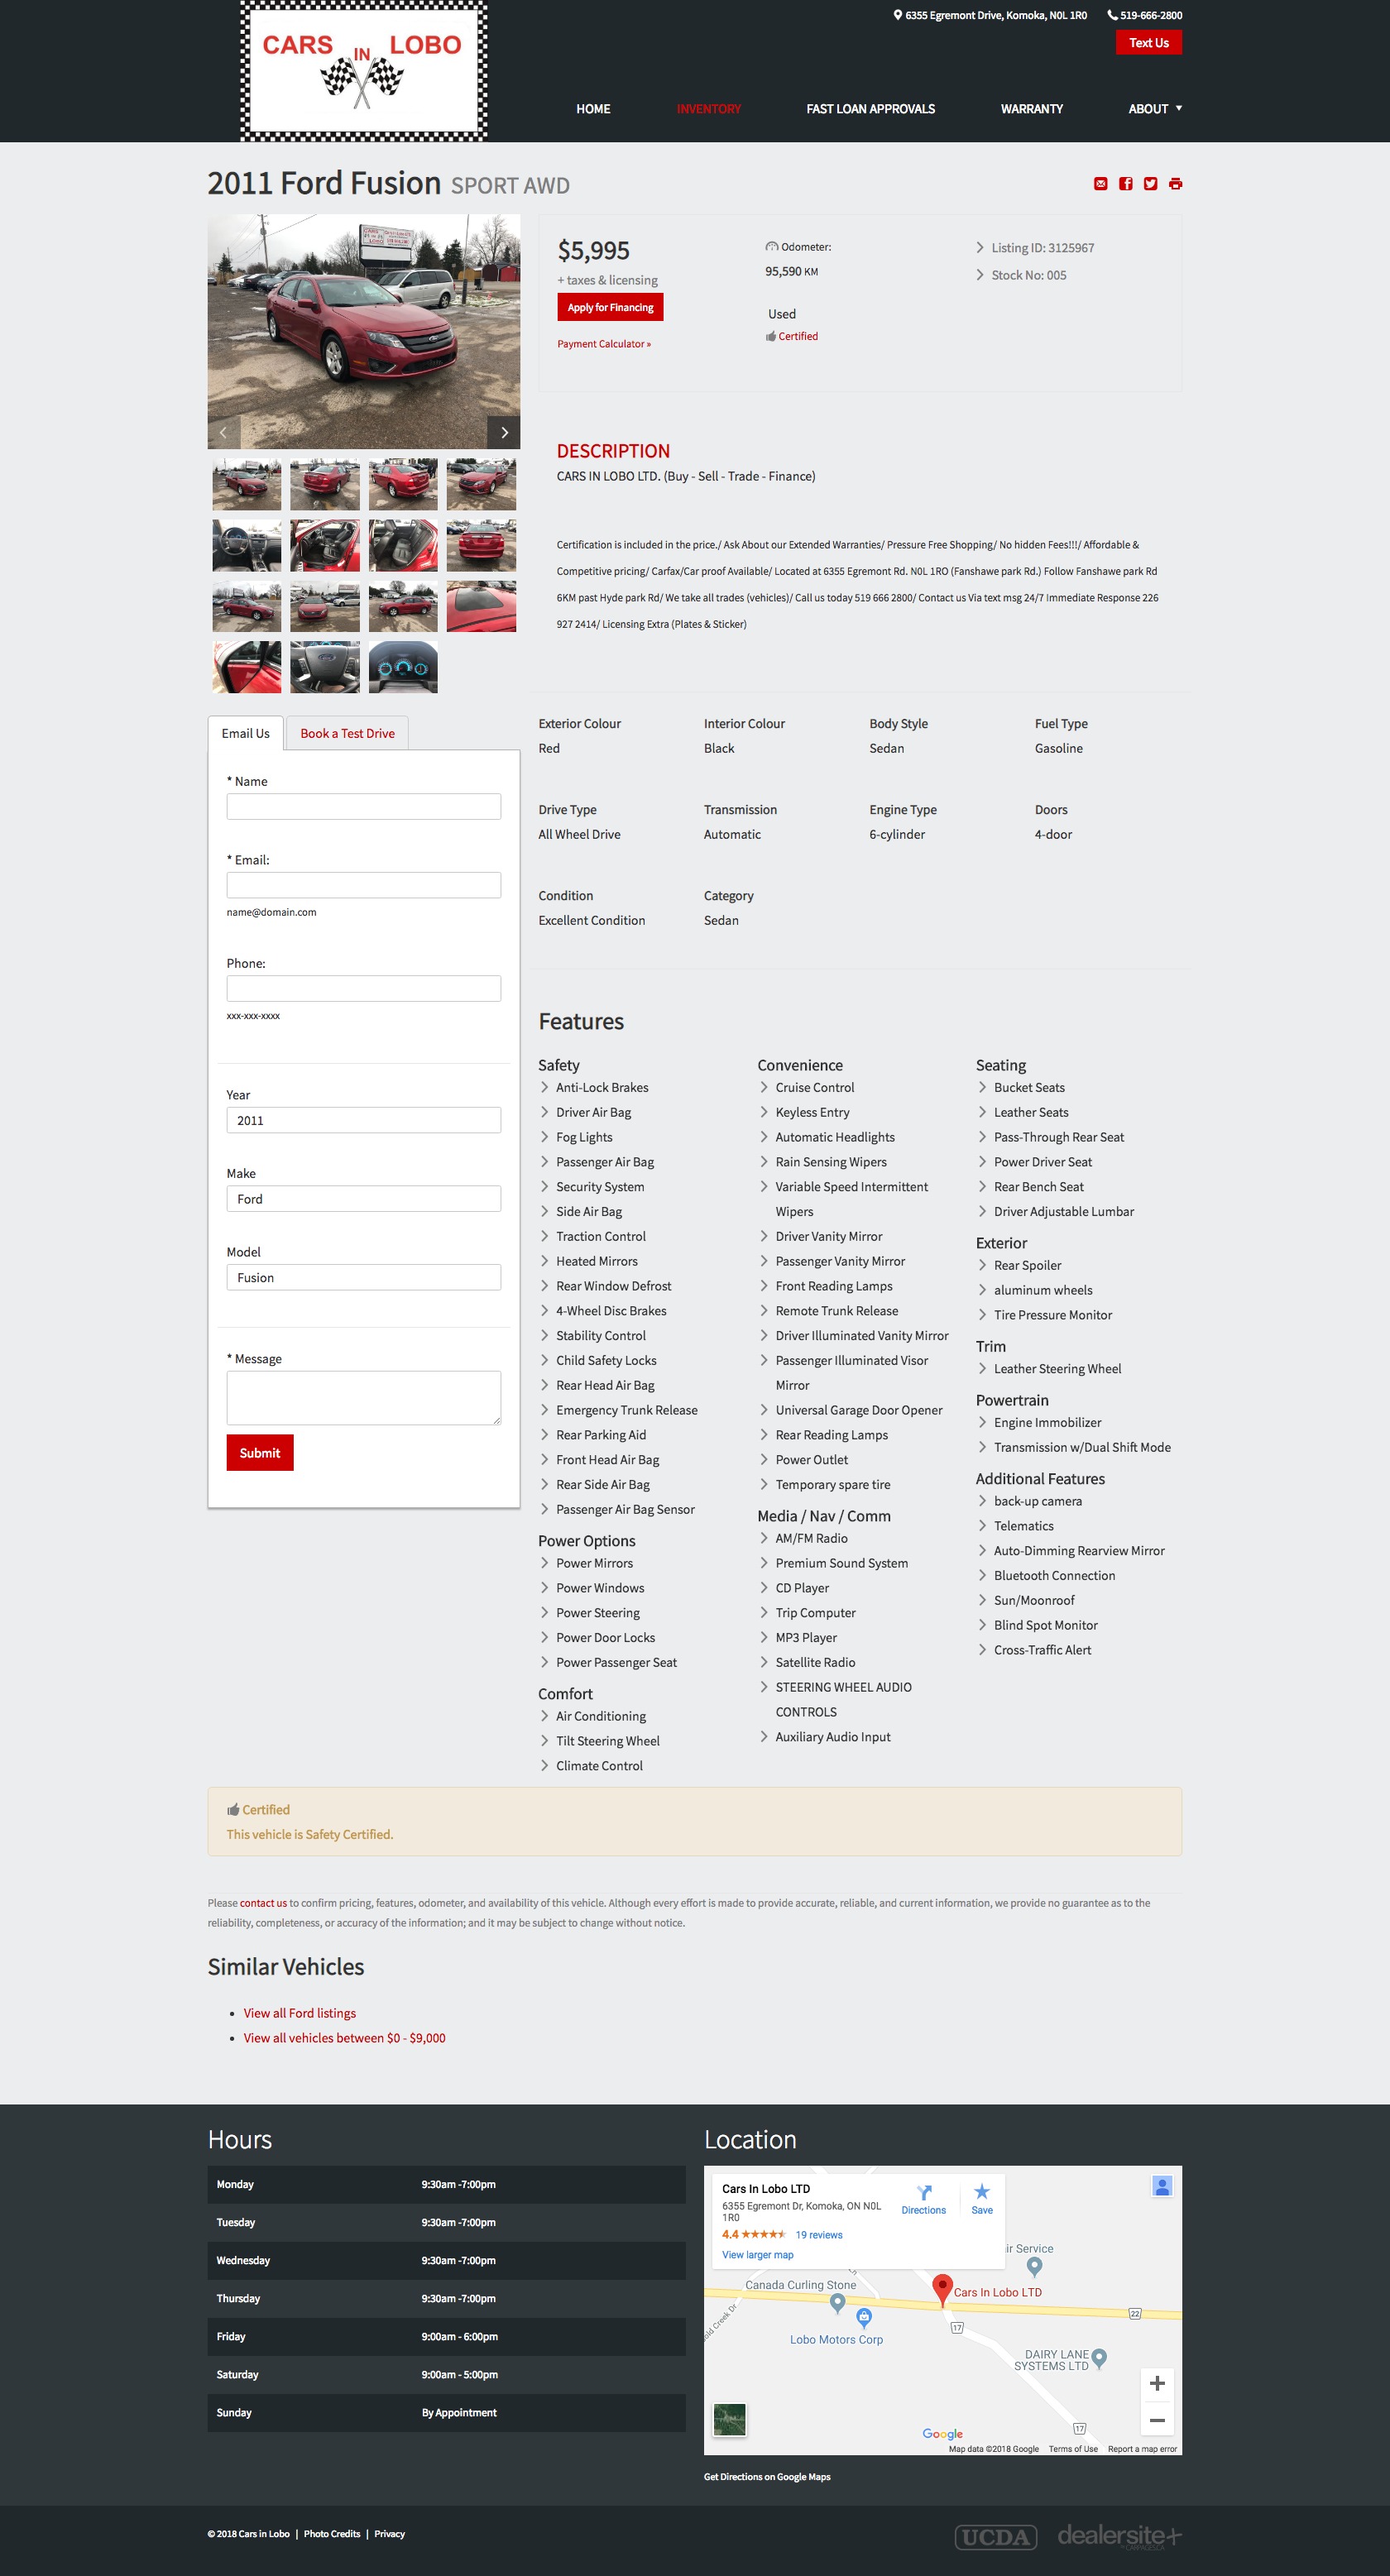 CARS IN LOBO
6355 Egremont Drive, Komoka, N0L 1R0
519-666-2800
Text Us
HOME
INVENTORY
FAST LOAN APPROVALS
WARRANTY
ABOUT
2011 Ford Fusion SPORT AWD
$5,995
+ taxes & licensing
Apply for Financing
Payment Calculator »
Odometer:
95,590 KM
Used
Certified
Listing ID: 3125967
Stock No: 005
DESCRIPTION
CARS IN LOBO LTD. (Buy - Sell - Trade - Finance)
Certification is included in the price./ Ask About our Extended Warranties/ Pressure Free Shopping/ No hidden Fees!!!/ Affordable &
Competitive pricing/ Carfax/Car proof Available/ Located at 6355 Egremont Rd. N0L 1RO (Fanshawe park Rd.) Follow Fanshawe park Rd
6KM past Hyde park Rd/ We take all trades (vehicles)/ Call us today 519 666 2800/ Contact us Via text msg 24/7 Immediate Response 226
927 2414/ Licensing Extra (Plates & Sticker)
Email Us
Book a Test Drive
* Name
* Email:
name@domain.com
Phone:
xxx-xxx-xxxx
Year
2011
Make
Ford
Model
Fusion
* Message
Submit
Exterior Colour
Red
Interior Colour
Black
Body Style
Sedan
Fuel Type
Gasoline
Drive Type
All Wheel Drive
Transmission
Automatic
Engine Type
6-cylinder
Doors
4-door
Condition
Excellent Condition
Category
Sedan
Features
Safety
Anti-Lock Brakes
Driver Air Bag
Fog Lights
Passenger Air Bag
Security System
Side Air Bag
Traction Control
Heated Mirrors
Rear Window Defrost
4-Wheel Disc Brakes
Stability Control
Child Safety Locks
Rear Head Air Bag
Emergency Trunk Release
Rear Parking Aid
Front Head Air Bag
Rear Side Air Bag
Passenger Air Bag Sensor
Power Options
Power Mirrors
Power Windows
Power Steering
Power Door Locks
Power Passenger Seat
Comfort
Air Conditioning
Tilt Steering Wheel
Climate Control
Convenience
Cruise Control
Keyless Entry
Automatic Headlights
Rain Sensing Wipers
Variable Speed Intermittent
Wipers
Driver Vanity Mirror
Passenger Vanity Mirror
Front Reading Lamps
Remote Trunk Release
Driver Illuminated Vanity Mirror
Passenger Illuminated Visor
Mirror
Universal Garage Door Opener
Rear Reading Lamps
Power Outlet
Temporary spare tire
Media / Nav / Comm
AM/FM Radio
Premium Sound System
CD Player
Trip Computer
MP3 Player
Satellite Radio
STEERING WHEEL AUDIO
CONTROLS
Auxiliary Audio Input
Seating
Bucket Seats
Leather Seats
Pass-Through Rear Seat
Power Driver Seat
Rear Bench Seat
Driver Adjustable Lumbar
Exterior
Rear Spoiler
aluminum wheels
Tire Pressure Monitor
Trim
Leather Steering Wheel
Powertrain
Engine Immobilizer
Transmission w/Dual Shift Mode
Additional Features
back-up camera
Telematics
Auto-Dimming Rearview Mirror
Bluetooth Connection
Sun/Moonroof
Blind Spot Monitor
Cross-Traffic Alert
Certified
This vehicle is Safety Certified.
Please contact us to confirm pricing, features, odometer, and availability of this vehicle. Although every effort is made to provide accurate, reliable, and current information, we provide no guarantee as to the
reliability, completeness, or accuracy of the information; and it may be subject to change without notice.
Similar Vehicles
View all Ford listings
View all vehicles between $0 - $9,000
Hours
Monday 9:30am -7:00pm
Tuesday 9:30am -7:00pm
Wednesday 9:30am -7:00pm
Thursday 9:30am -7:00pm
Friday 9:00am - 6:00pm
Saturday 9:00am - 5:00pm
Sunday By Appointment
Location
Cars In Lobo LTD
6355 Egremont Dr, Komoka, ON N0L
1R0
4.4
19 reviews
View larger map
Directions
Save
ir Service
Canada Curling Stone
Cars In Lobo LTD
22
17
Lobo Motors Corp
old Creek Dr
DAIRY LANE
SYSTEMS LTD
17
Google
Map data ©2018 Google
Terms of Use
Report a map error
Get Directions on Google Maps
© 2018 Cars in Lobo | Photo Credits | Privacy
UCDA
dealersite+